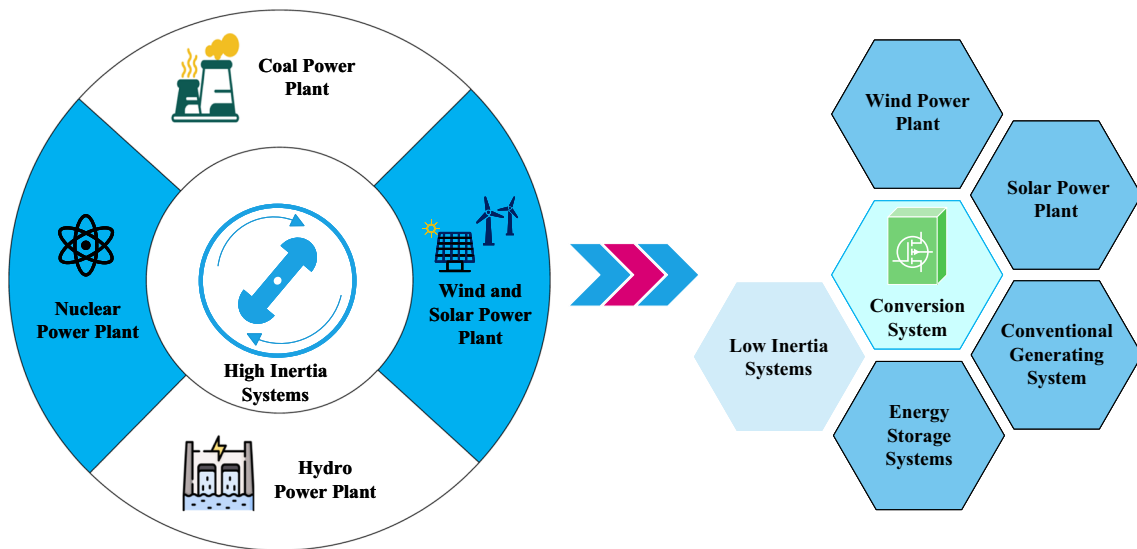 Coal Power
Plant
Nuclear
Power Plant
Wind and
Solar Power
Plant
High Inertia
Systems
Hydro
Power Plant
Wind Power
Plant
Solar Power
Plant
Conversion
System
Low Inertia
Systems
Conventional
Generating
System
Energy
Storage
Systems